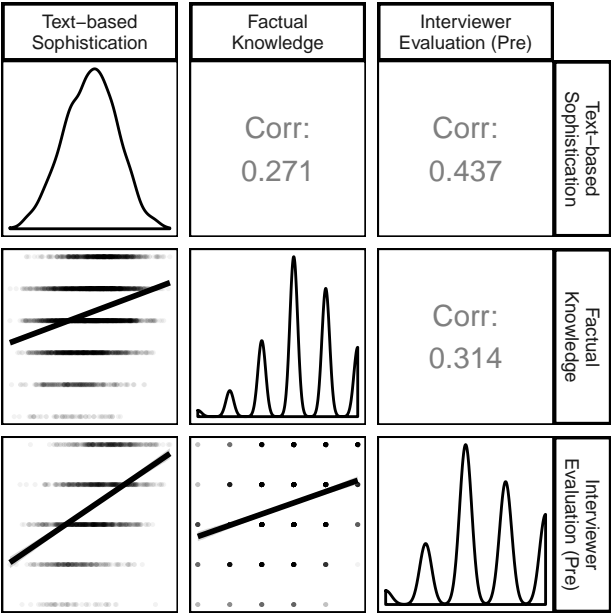 Text−based
Sophistication
Factual
Knowledge
Interviewer
Evaluation (Pre)
Corr:
0.271
Corr:
0.437
Text−based
Sophistication
Corr:
0.314
Factual
Knowledge
Interviewer
Evaluation (Pre)